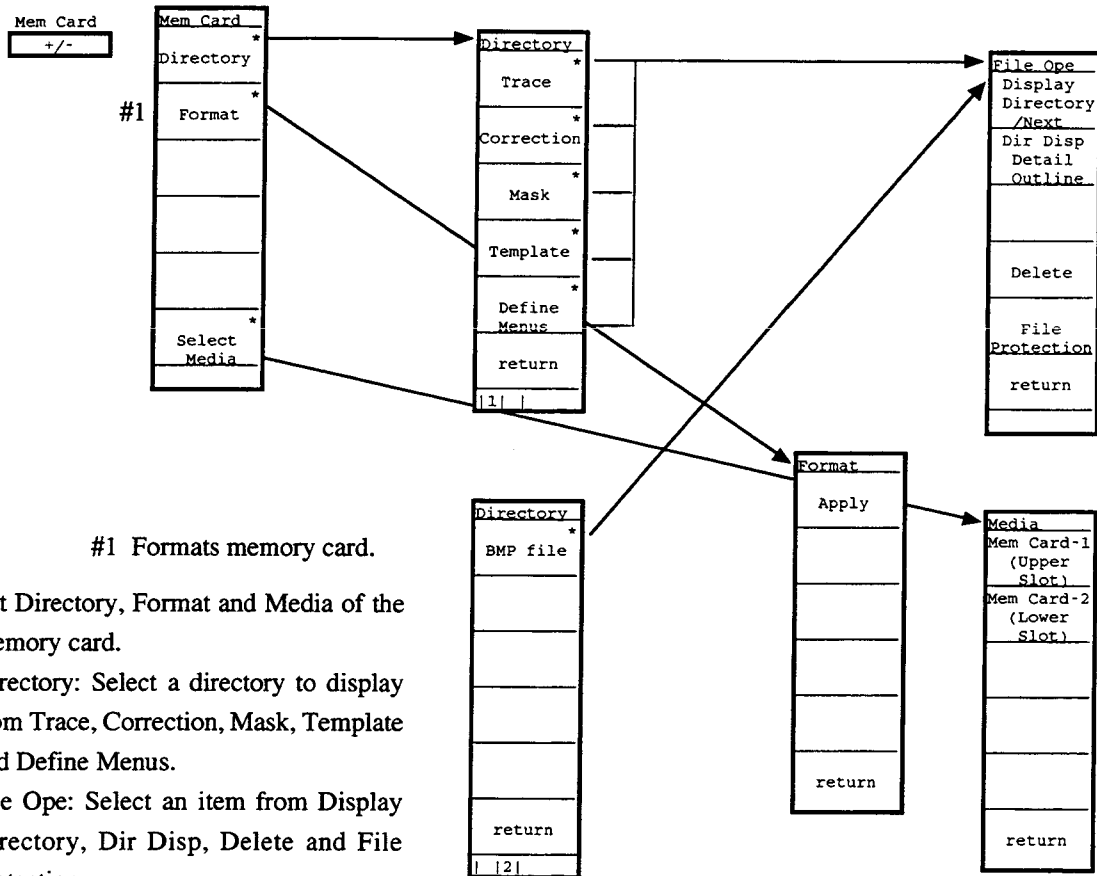 Mem Card
+/-
Mem Card
*
Directory
*
#1
Format
*
Select
Media
Directory
*
Trace
*
Correction
*
Mask
*
Template
*
Define
Menus
return
|1| |
File Ope
Display
Directory
/Next
Dir Disp
Detail
Outline
Delete
File
Protection
return
Directory
*
BMP file
return
| |2|
Format
Apply
return
Media
Mem Card-1
(Upper
Slot)
Mem Card-2
(Lower
Slot)
return
#1 Formats memory card.
t Directory, Format and Media of the
emory card.
rectory: Select a directory to display
om Trace, Correction, Mask, Template
d Define Menus.
e Ope: Select an item from Display
rectory, Dir Disp, Delete and File